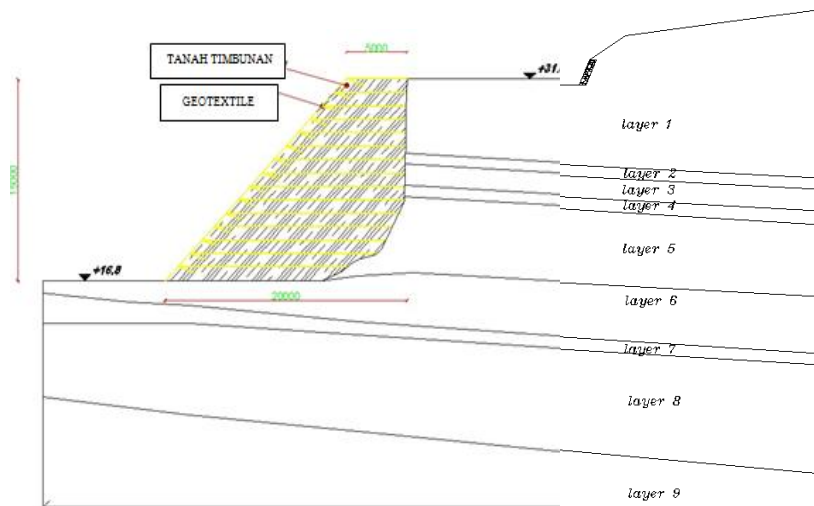 5000
TANAH TIMBUNAN
GEOTEXTILE
+31,
layer 1
layer 2
layer 3
layer 4
layer 5
15000
+16,8
20000
layer 6
layer 7
layer 8
layer 9